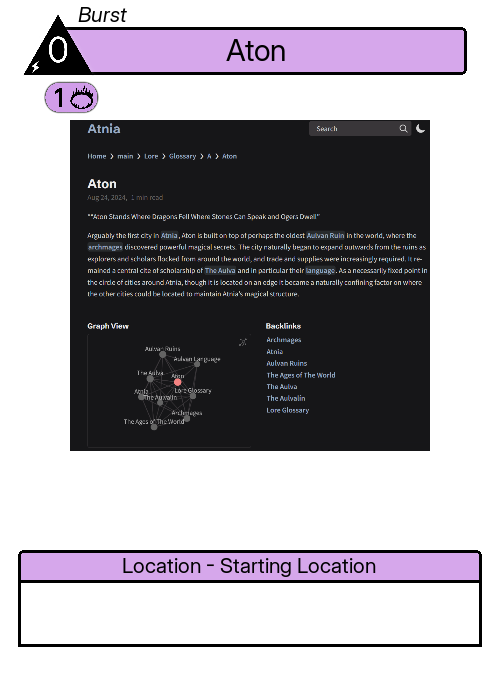 Burst
0
Aton
1
Atnia
Search
Home > main > Lore > Glossary > A > Aton
Aton
Aug 24, 2024, 1 min read
"*Aton Stands Where Dragons Fell Where Stones Can Speak and Ogers Dwell"
Arguably the first city in Atnia, Aton is built on top of perhaps the oldest Aulvan Ruin in the world, where the
archmages discovered powerful magical secrets. The city naturally began to expand outwards from the ruins as
explorers and scholars flocked from around the world, and trade and supplies were increasingly required. It re-
mained a central cite of scholarship of The Aulva and in particular their language. As a necessarily fixed point in
the circle of cities around Atnia, though it is located on an edge it became a naturally confining factor on where
the other cities could be located to maintain Atnia's magical structure.
Graph View
Aulvan Ruins
Aulvan Language
The Aulva
Aton
Atnia
Lore Glossary
The Aulvalin
Archmages
The Ages of The World
Backlinks
Archmages
Atnia
Aulvan Ruins
The Ages of The World
The Aulva
The Aulvalin
Lore Glossary
Location - Starting Location